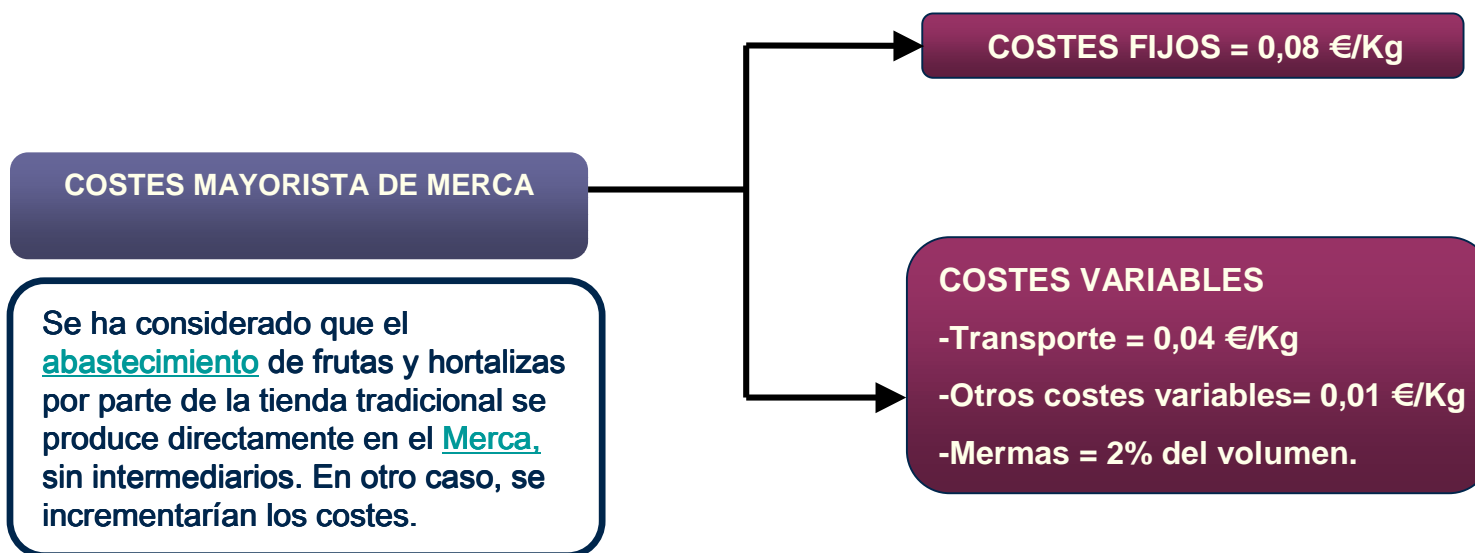 COSTES FIJOS = 0,08 €/Kg
COSTES MAYORISTA DE MERCA
Se ha considerado que el
abastecimiento de frutas y hortalizas
por parte de la tienda tradicional se
produce directamente en el Merca,
sin intermediarios. En otro caso, se
incrementarían los costes.
COSTES VARIABLES
-Transporte = 0,04 €/Kg
-Otros costes variables= 0,01 €/Kg
-Mermas = 2% del volumen.